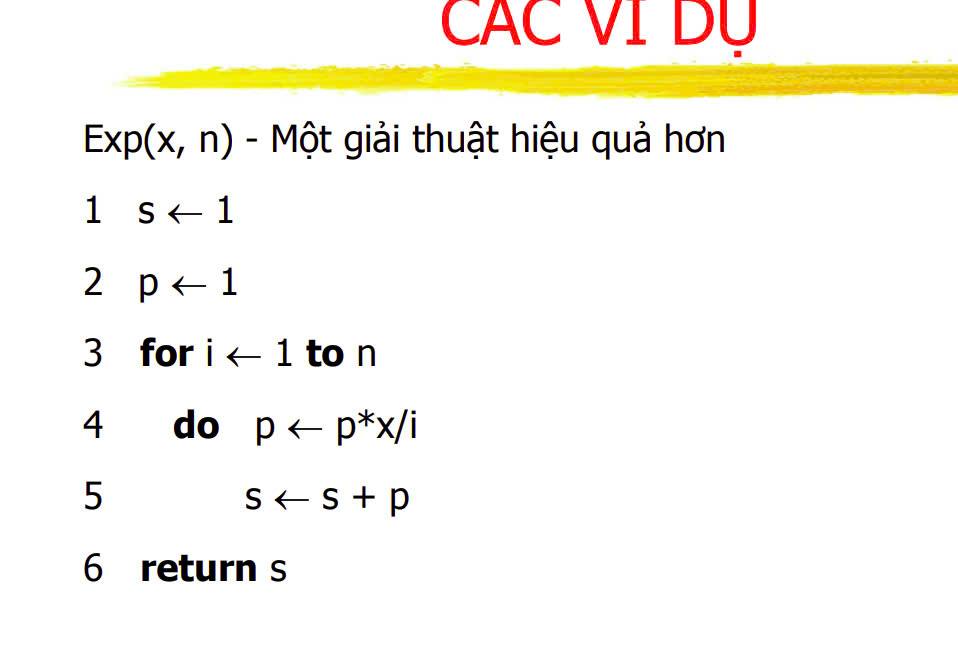 CÁC VÍ DỤ
Exp(x, n) - Một giải thuật hiệu quả hơn
1 s ← 1
2 p ← 1
3 for i ← 1 to n
4 do p ← p*x/i
5 s ← s + p
6 return s